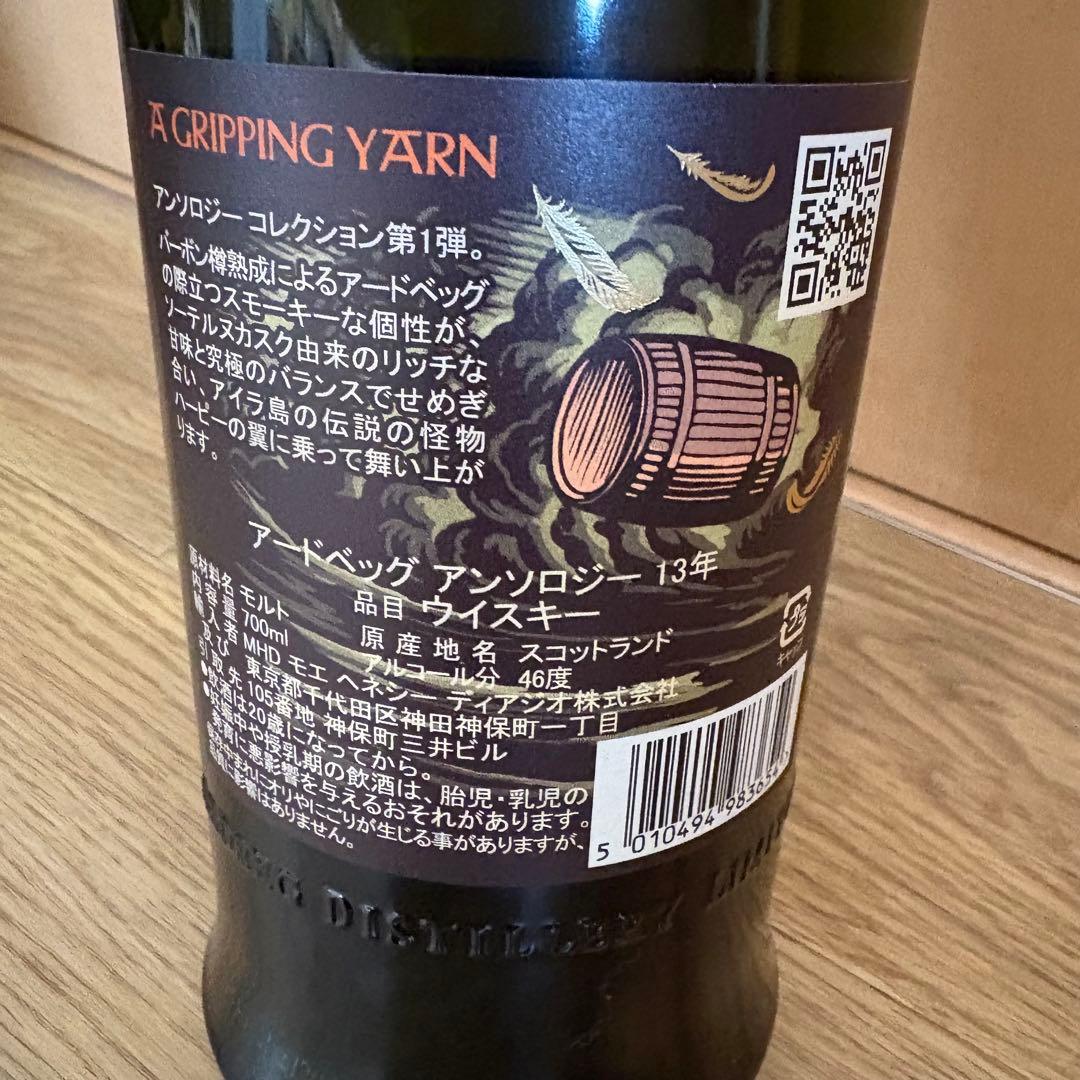 A GRIPPING YARN
アンソロジー コレクション第1弾。
バーボン樽熟成によるアードベッグ
の際立つスモーキーな個性が、
ソーテルヌカスク由来のリッチな
甘味と究極のバランスでせめぎ
合い、アイラ島の伝説の怪物
ハーピーの翼に乗って舞い上が
ります。
アードベッグ アンソロジー 13年
品目 ウイスキー
原材料名 モルト 原産地名 スコットランド
内容量 700ml アルコール分 46度
輸入者 MHD モエ ヘネシー ディアジオ株式会社
及び 東京都千代田区神田神保町一丁目
引取先 105番地 神保町三井ビル
●飲酒は20歳になってから。
●妊娠中や授乳期の飲酒は、胎児・乳児の
発育に悪影響を与えるおそれがあります。
まれにオリやにごりが生じる事がありますが、
品質に影響はありません。
プラ
キャップ
5 010494 98363
DISTILLERY